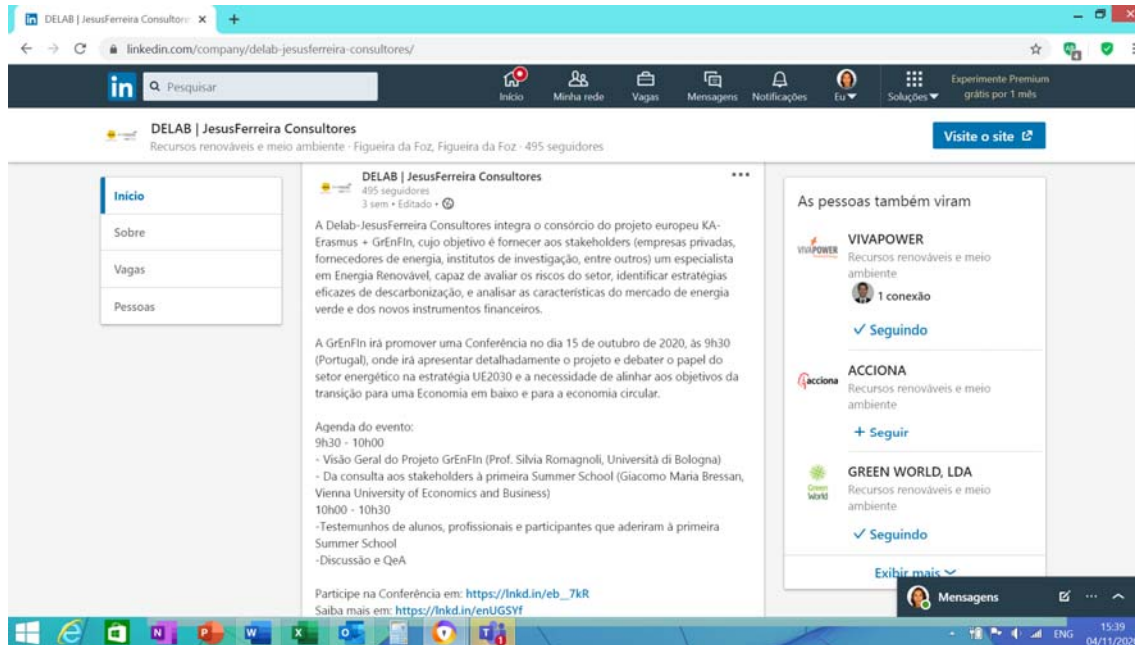 DELAB | JesusFerreira Consultore
linkedin.com/company/delab-jesusferreira-consultores/
in
Pesquisar
Início
Minha rede
Vagas
Mensagens
Notificações
Eu
Soluções
Experimente Premium
grátis por 1 mês
DELAB | JesusFerreira Consultores
Recursos renováveis e meio ambiente · Figueira da Foz, Figueira da Foz · 495 seguidores
Visite o site
Início
Sobre
Vagas
Pessoas
DELAB | JesusFerreira Consultores
495 seguidores
3 sem • Editado •
A Delab-JesusFerreira Consultores integra o consórcio do projeto europeu KA-
Erasmus + GrEnFIn, cujo objetivo é fornecer aos stakeholders (empresas privadas,
fornecedores de energia, institutos de investigação, entre outros) um especialista
em Energia Renovável, capaz de avaliar os riscos do setor, identificar estratégias
eficazes de descarbonização, e analisar as características do mercado de energia
verde e dos novos instrumentos financeiros.
A GrEnFIn irá promover uma Conferência no dia 15 de outubro de 2020, às 9h30
(Portugal), onde irá apresentar detalhadamente o projeto e debater o papel do
setor energético na estratégia UE2030 e a necessidade de alinhar aos objetivos da
transição para uma Economia em baixo e para a economia circular.
Agenda do evento:
9h30 - 10h00
- Visão Geral do Projeto GrEnFIn (Prof. Silvia Romagnoli, Università di Bologna)
- Da consulta aos stakeholders à primeira Summer School (Giacomo Maria Bressan,
Vienna University of Economics and Business)
10h00 - 10h30
-Testemunhos de alunos, profissionais e participantes que aderiram à primeira
Summer School
-Discussão e QeA
Participe na Conferência em: https://lnkd.in/eb_7kR
Saiba mais em: https://lnkd.in/enUGSYf
As pessoas também viram
VIVAPOWER
VIVAPOWER
Recursos renováveis e meio
ambiente
1 conexão
Seguindo
acciona
ACCIONA
Recursos renováveis e meio
ambiente
+ Seguir
Green
World
GREEN WORLD, LDA
Recursos renováveis e meio
ambiente
Seguindo
Exibir mais
Mensagens
ENG
15:39
04/11/202